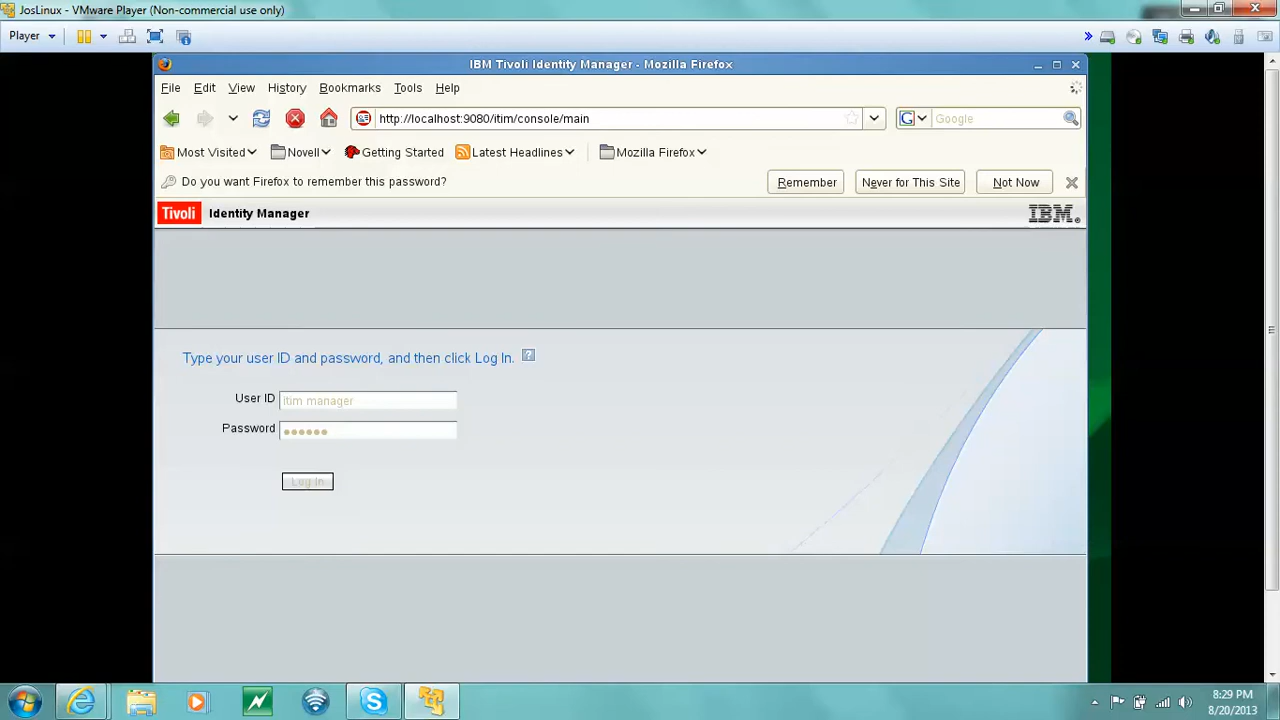 JosLinux - VMware Player (Non-commercial use only)
Player
IBM Tivoli Identity Manager - Mozilla Firefox
File Edit View History Bookmarks Tools Help
http://localhost:9080/itim/console/main
Google
Most Visited Novell Getting Started Latest Headlines Mozilla Firefox
Do you want Firefox to remember this password? Remember Never for This Site Not Now
Tivoli Identity Manager IBM
Type your user ID and password, and then click Log In. ?
User ID itim manager
Password
Log In
8:29 PM
8/20/2013